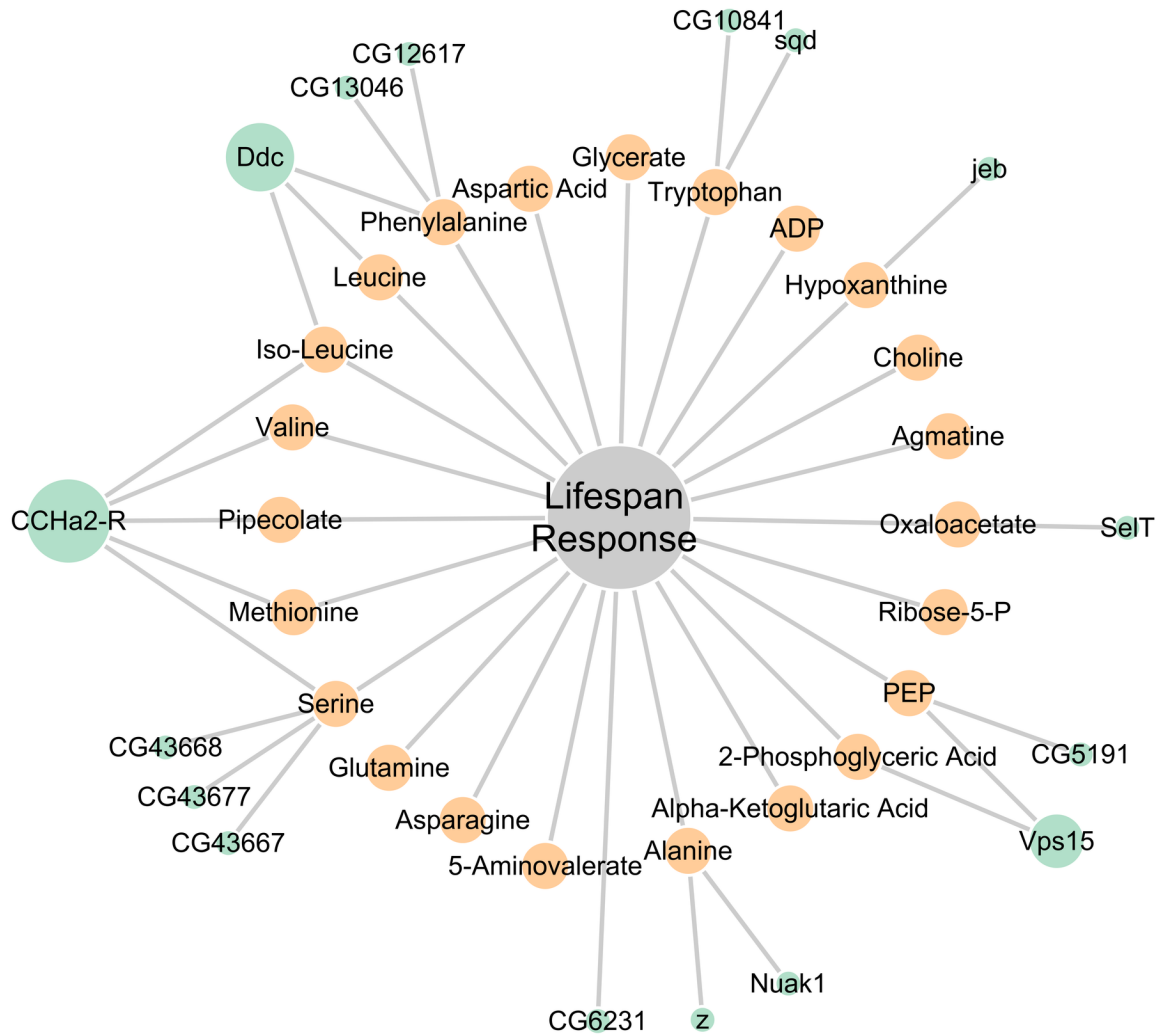 CG10841
sqd
CG12617
CG13046
Ddc
Glycerate
jeb
Aspartic Acid
Tryptophan
Phenylalanine
ADP
Leucine
Hypoxanthine
Iso-Leucine
Choline
Valine
Agmatine
Lifespan
Response
CCHa2-R
Pipecolate
Oxaloacetate
SelT
Methionine
Ribose-5-P
Serine
PEP
CG43668
Glutamine
2-Phosphoglyceric Acid
CG5191
CG43677
Asparagine
Alpha-Ketoglutaric Acid
CG43667
Alanine
Vps15
5-Aminovalerate
Nuak1
CG6231
z